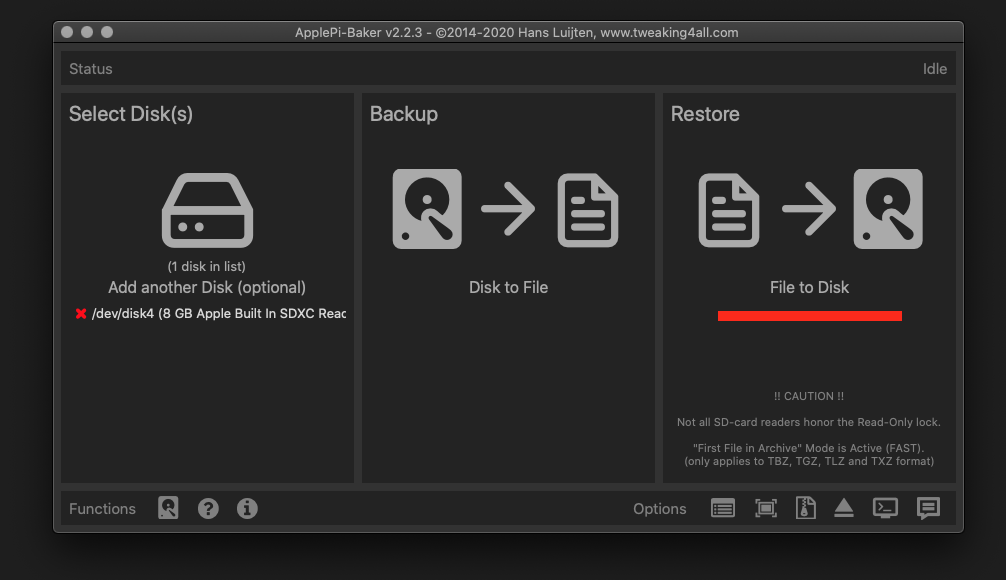 ApplePi-Baker v2.2.3 - ©2014-2020 Hans Luijten, www.tweaking4all.com
Status
Idle
Select Disk(s)
(1 disk in list)
Add another Disk (optional)
/dev/disk4 (8 GB Apple Built In SDXC Reac
Backup
Disk to File
Restore
File to Disk
!! CAUTION !!
Not all SD-card readers honor the Read-Only lock.
"First File in Archive" Mode is Active (FAST).
(only applies to TBZ, TGZ, TLZ and TXZ format)
Functions
Options